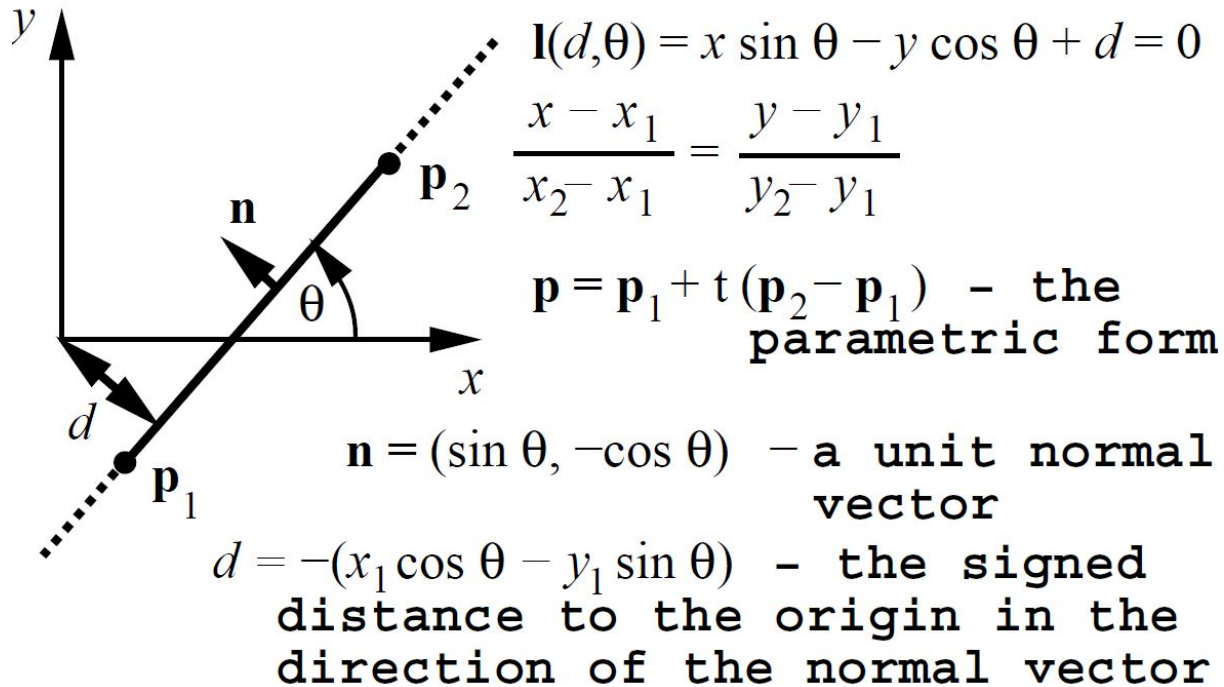 y
l(d,θ) = x sin θ − y cos θ + d = 0
x − x1 / x2 − x1 = y − y1 / y2 − y1
p2
n
θ
p = p1 + t (p2 − p1) - the
parametric form
x
d
n = (sin θ, −cos θ) - a unit normal
vector
p1
d = −(x1 cos θ − y1 sin θ) - the signed
distance to the origin in the
direction of the normal vector